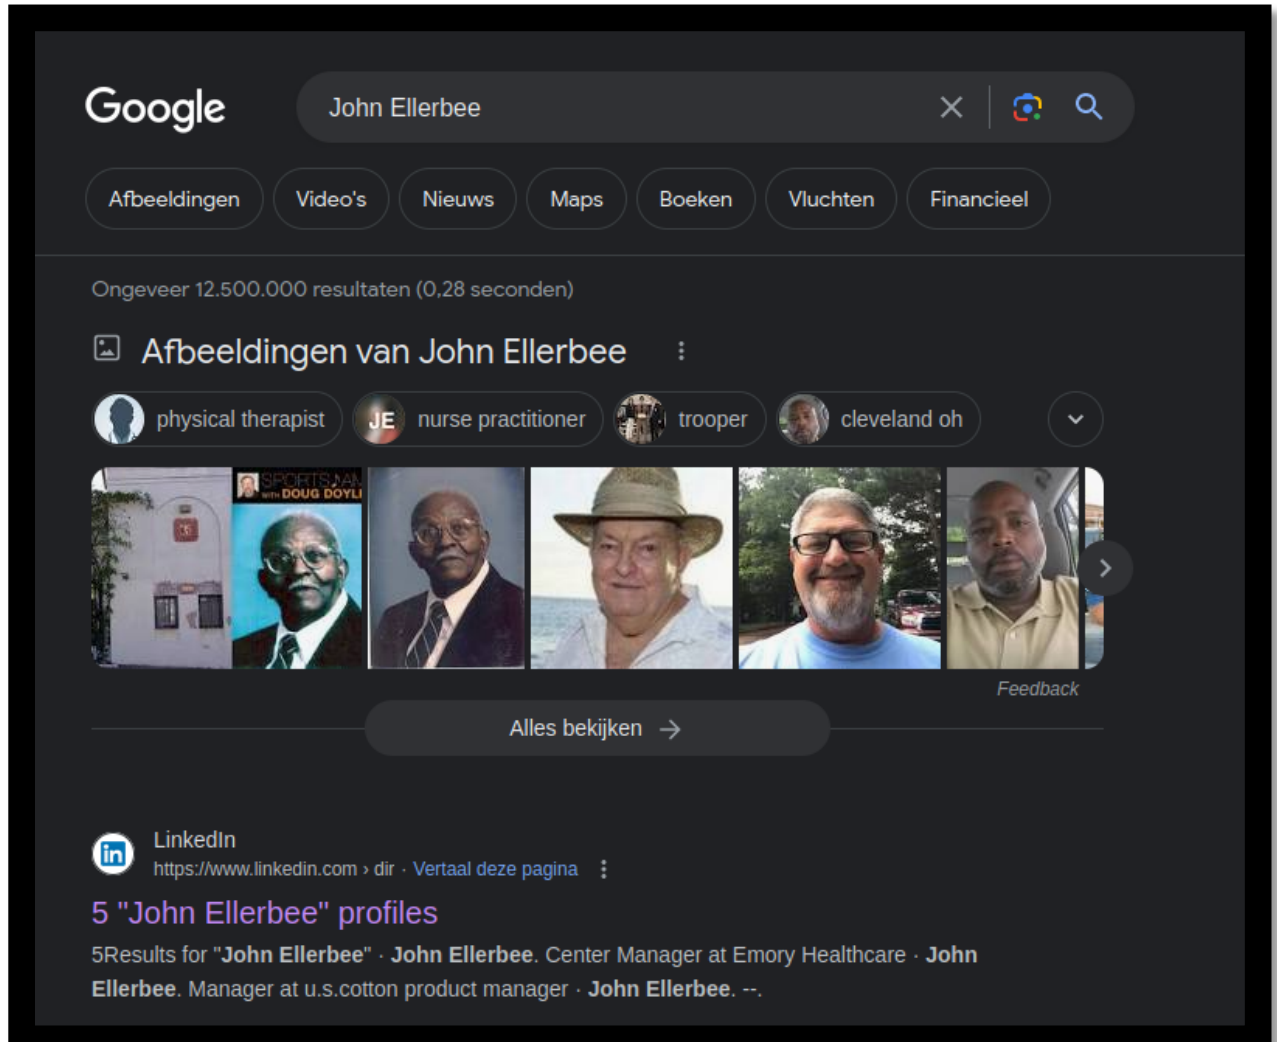 Google
John Ellerbee
Afbeeldingen
Video's
Nieuws
Maps
Boeken
Vluchten
Financieel
Ongeveer 12.500.000 resultaten (0,28 seconden)
Afbeeldingen van John Ellerbee
physical therapist
JE
nurse practitioner
trooper
cleveland oh
WITH DOUG DOYL
Feedback
Alles bekijken
in
LinkedIn
https://www.linkedin.com › dir · Vertaal deze pagina
5 "John Ellerbee" profiles
5Results for "John Ellerbee" · John Ellerbee. Center Manager at Emory Healthcare · John
Ellerbee. Manager at u.s.cotton product manager · John Ellerbee. --.